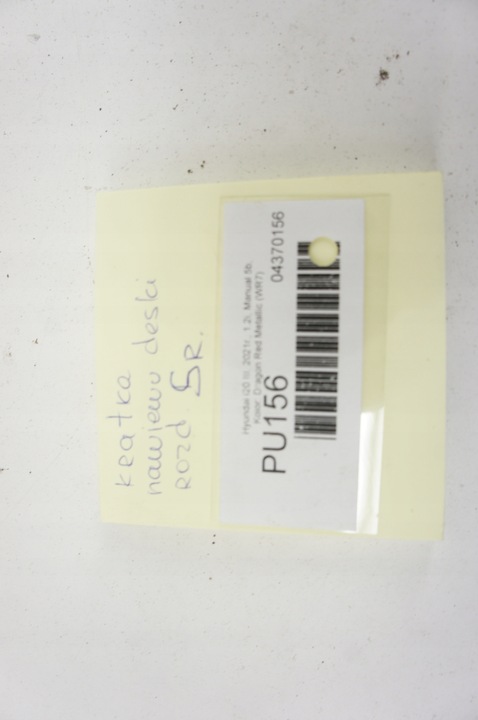 kratka
nawiewu deski
rozd ŚR.
Hyundai i20 III, 2021r., 1.2i, Manual 5b,
Kolor: Dragon Red Metallic (WR7)
PU156
04370156